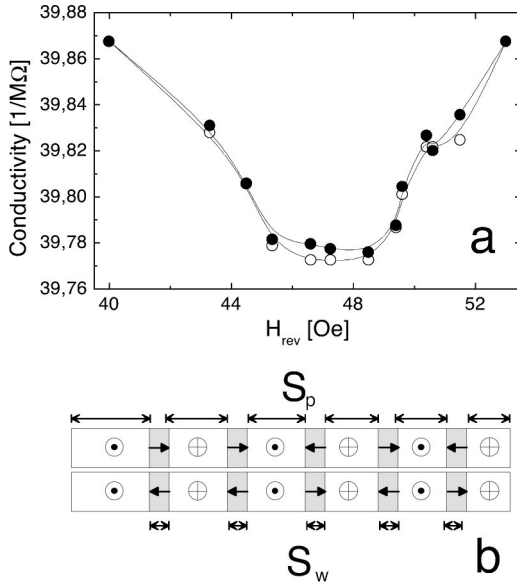 39,88
39,86
39,84
39,82
39,80
39,78
39,76
Conductivity [1/MΩ]
40
44
48
52
H_rev [Oe]
a
S_p
S_w
b